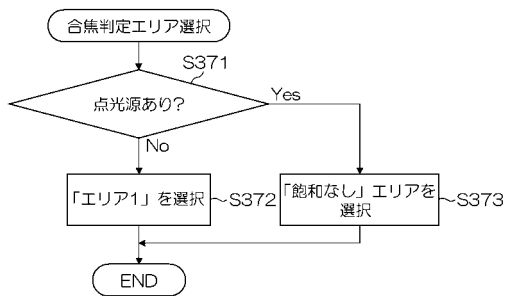 合焦判定エリア選択
S371
点光源あり?
Yes
No
「エリア1」を選択
S372
「飽和なし」エリアを
選択
S373
END